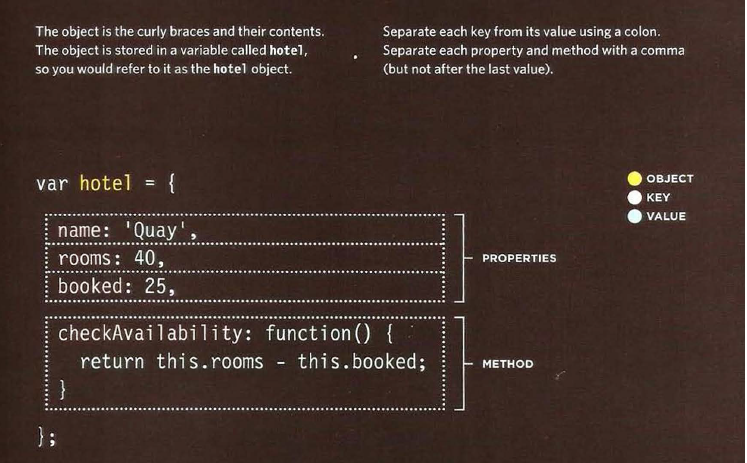 The object is the curly braces and their contents.
The object is stored in a variable called hotel,
so you would refer to it as the hotel object.
Separate each key from its value using a colon.
Separate each property and method with a comma
(but not after the last value).
var hotel = {
OBJECT
KEY
VALUE
name: 'Quay',
rooms: 40,
booked: 25,
PROPERTIES
checkAvailability: function() {
return this.rooms - this.booked;
}
METHOD
};